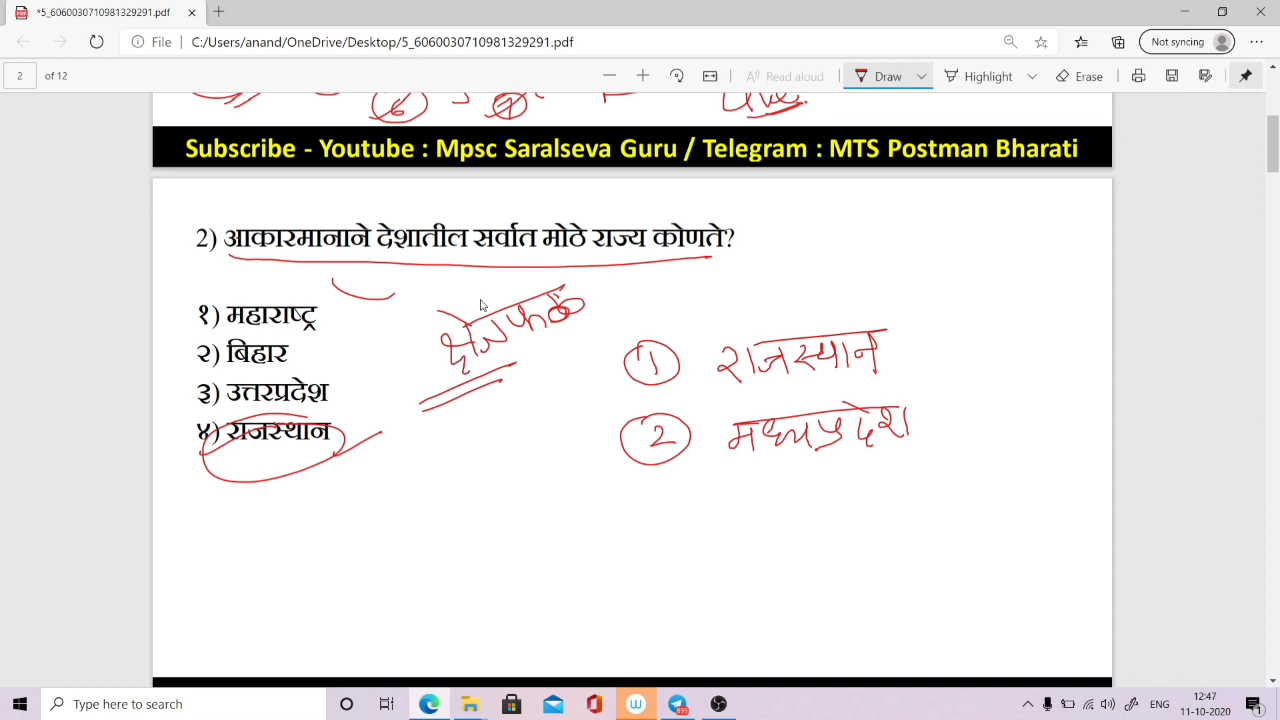 *5_6060030710981329291.pdf
File C:/Users/anand/OneDrive/Desktop/5_6060030710981329291.pdf Not syncing
2 of 12 Read aloud Draw Highlight Erase
Subscribe - Youtube : Mpsc Saralseva Guru / Telegram : MTS Postman Bharati
2) आकारमानाने देशातील सर्वात मोठे राज्य कोणते?
१) महाराष्ट्र
२) बिहार
३) उत्तरप्रदेश
४) राजस्थान
क्षेत्रफळ
1 राजस्थान
2 मध्यप्रदेश
Type here to search
899
ENG
12:47
11-10-2020
1